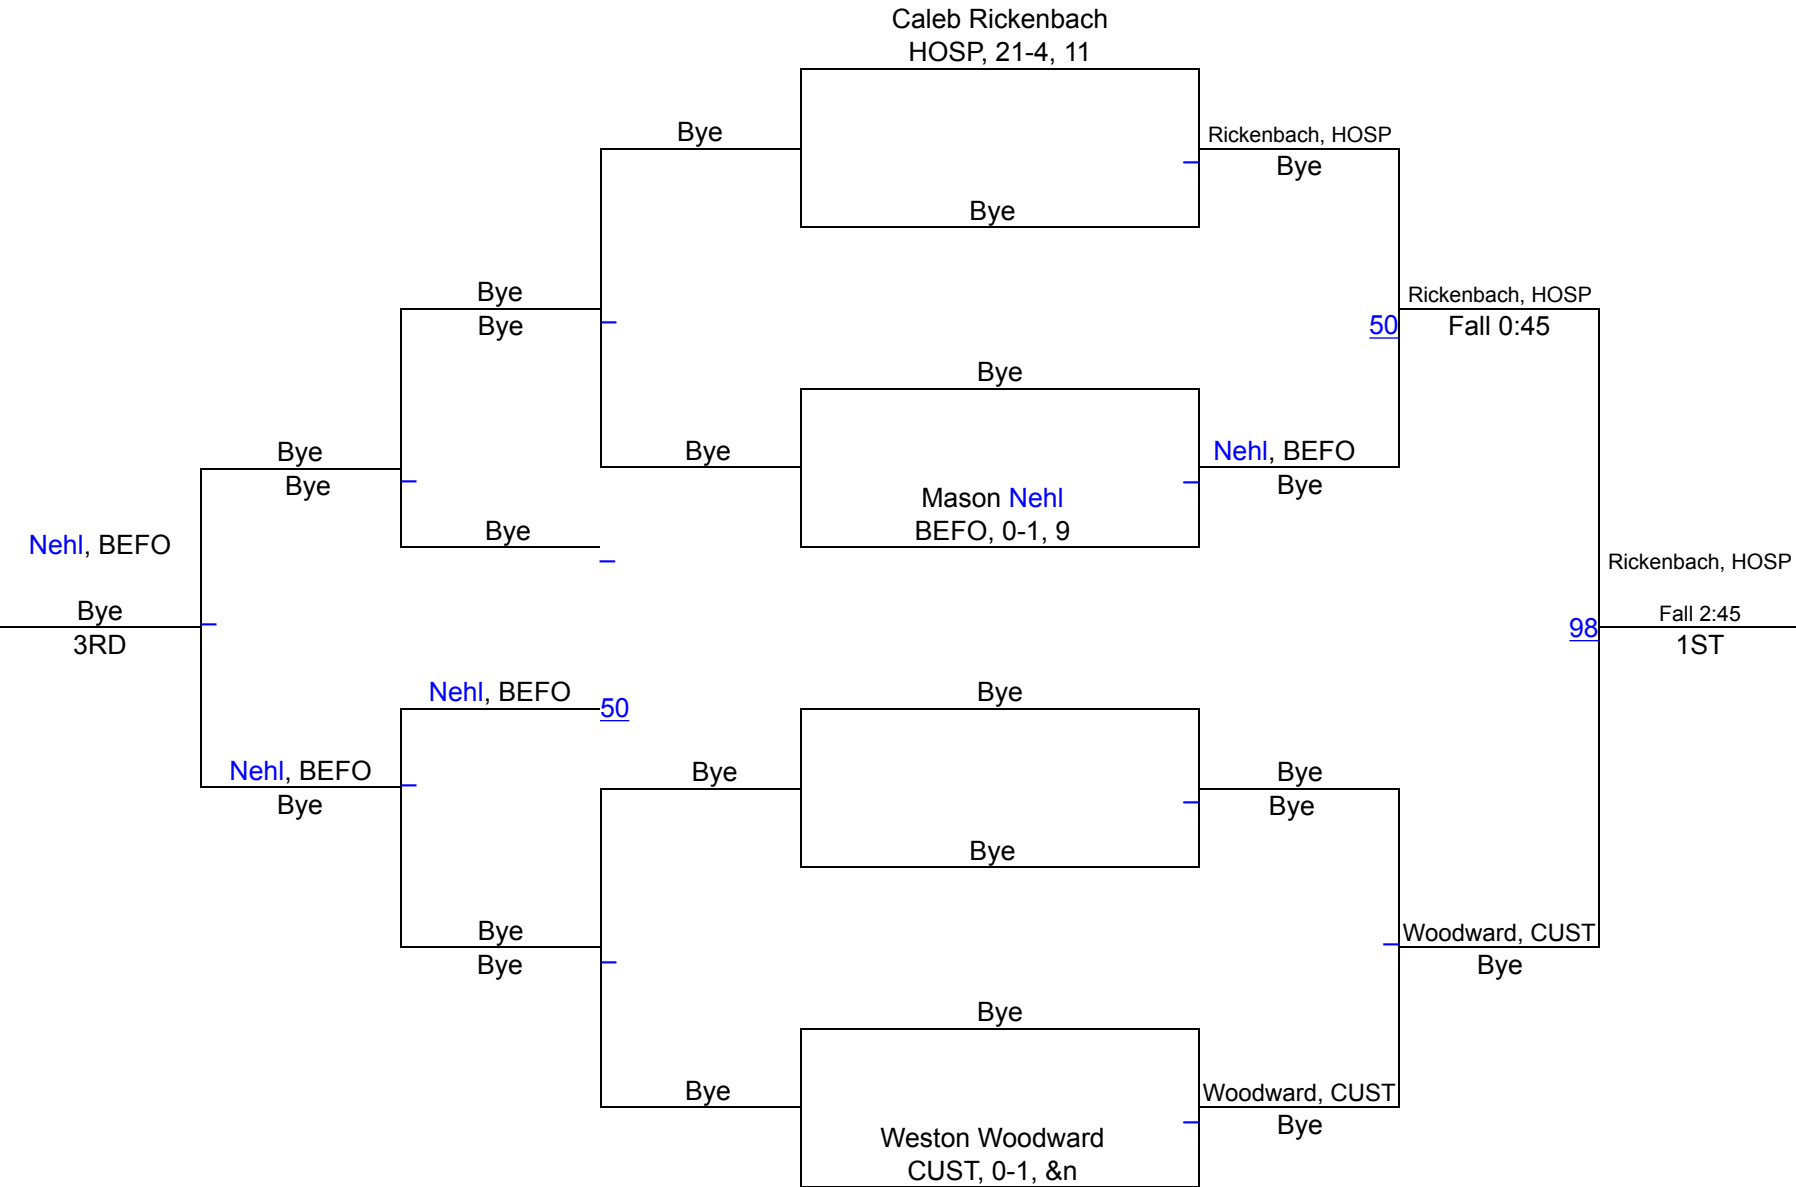 Caleb Rickenbach
HOSP, 21-4, 11
Bye
Rickenbach, HOSP
Bye
Bye
Bye
Bye
Rickenbach, HOSP
50
Fall 0:45
Bye
Bye
Bye
Bye
Nehl, BEFO
Bye
Mason Nehl
BEFO, 0-1, 9
Bye
Nehl, BEFO
Bye
3RD
Rickenbach, HOSP
Fall 2:45
98
1ST
Nehl, BEFO
50
Bye
Nehl, BEFO
Bye
Bye
Bye
Bye
Bye
Bye
Bye
Woodward, CUST
Bye
Bye
Bye
Woodward, CUST
Bye
Weston Woodward
CUST, 0-1, &n